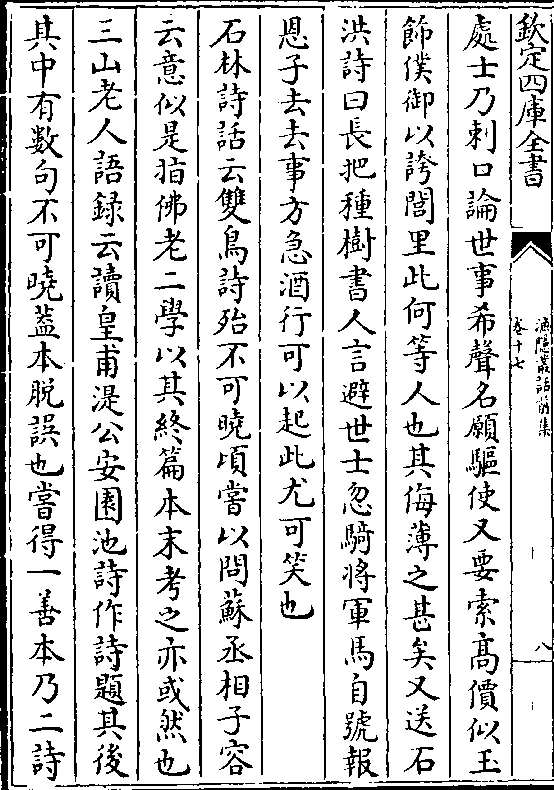 欽定四庫全書
漁隱叢話前集
卷十七
八
處士乃刺口論世事希聲名願驅使又要索高價似玉
飾僕御以誇閭里此何等人也其侮薄之甚矣又送石
洪詩曰長把種樹書人言避世士忽騎將軍馬自號報
恩子去去事方急酒行可以起此尤可笑也
石林詩話云雙鳥詩殆不可曉頃嘗以問蘇丞相子容
云意似是指佛老二學以其終篇本末考之亦或然也
三山老人語録云讀皇甫湜公安園池詩作詩題其後
其中有數句不可曉蓋本脱誤也嘗得一善本乃二詩